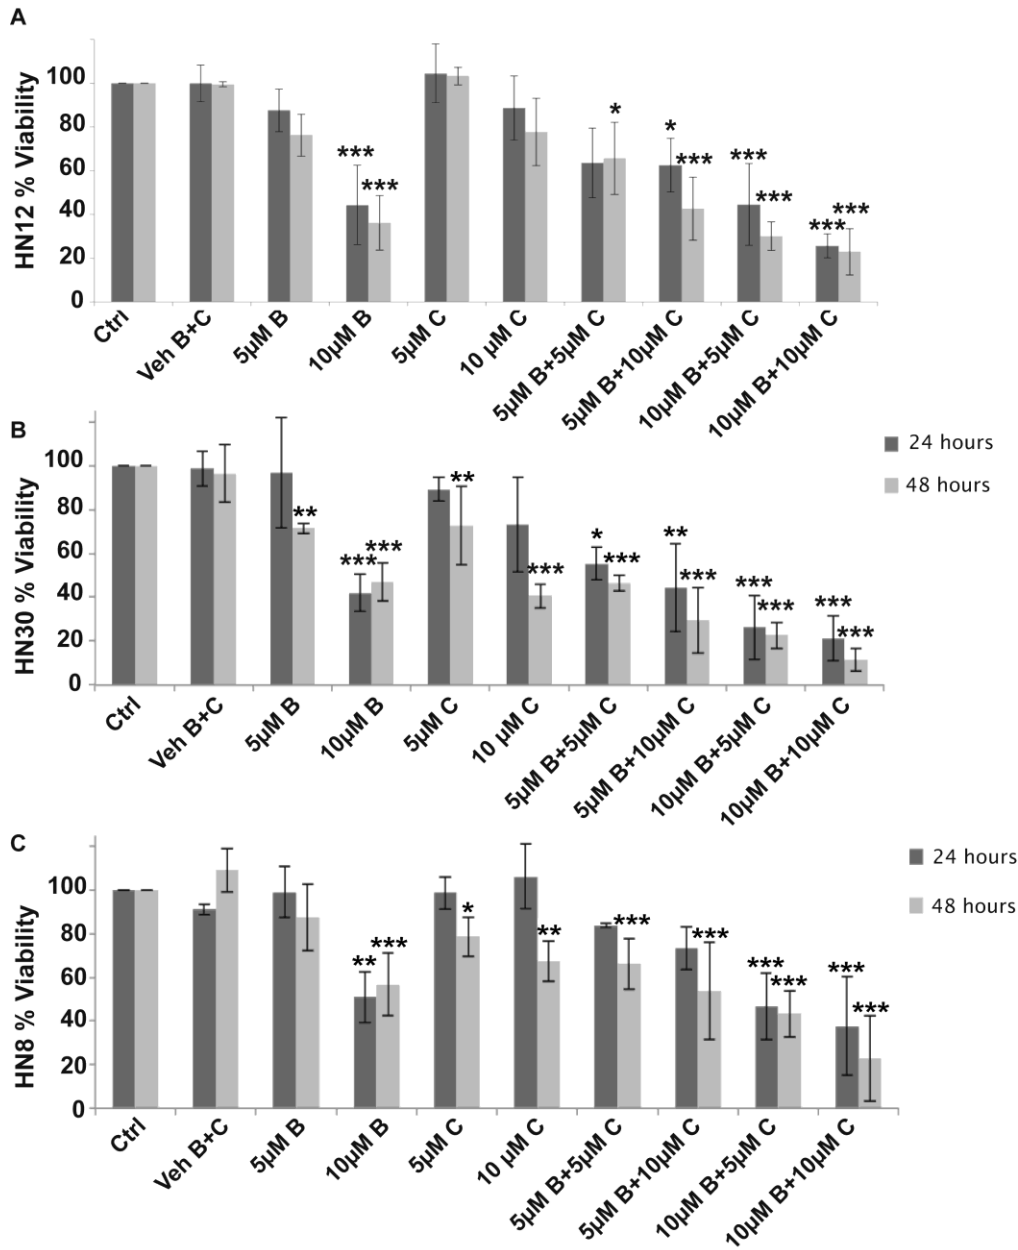 A
HN12 % Viability
100
80
60
40
20
0
***
***
*
*
***
***
***
***
***
Ctrl
Veh B+C
5µM B
10µM B
5µM C
10 µM C
5µM B+5µM C
5µM B+10µM C
10µM B+5µM C
10µM B+10µM C
B
HN30 % Viability
100
80
60
40
20
0
**
***
***
**
***
*
***
**
***
***
***
***
***
Ctrl
Veh B+C
5µM B
10µM B
5µM C
10 µM C
5µM B+5µM C
5µM B+10µM C
10µM B+5µM C
10µM B+10µM C
24 hours
48 hours
C
HN8 % Viability
100
80
60
40
20
0
**
***
*
**
***
***
***
***
***
***
Ctrl
Veh B+C
5µM B
10µM B
5µM C
10 µM C
5µM B+5µM C
5µM B+10µM C
10µM B+5µM C
10µM B+10µM C
24 hours
48 hours